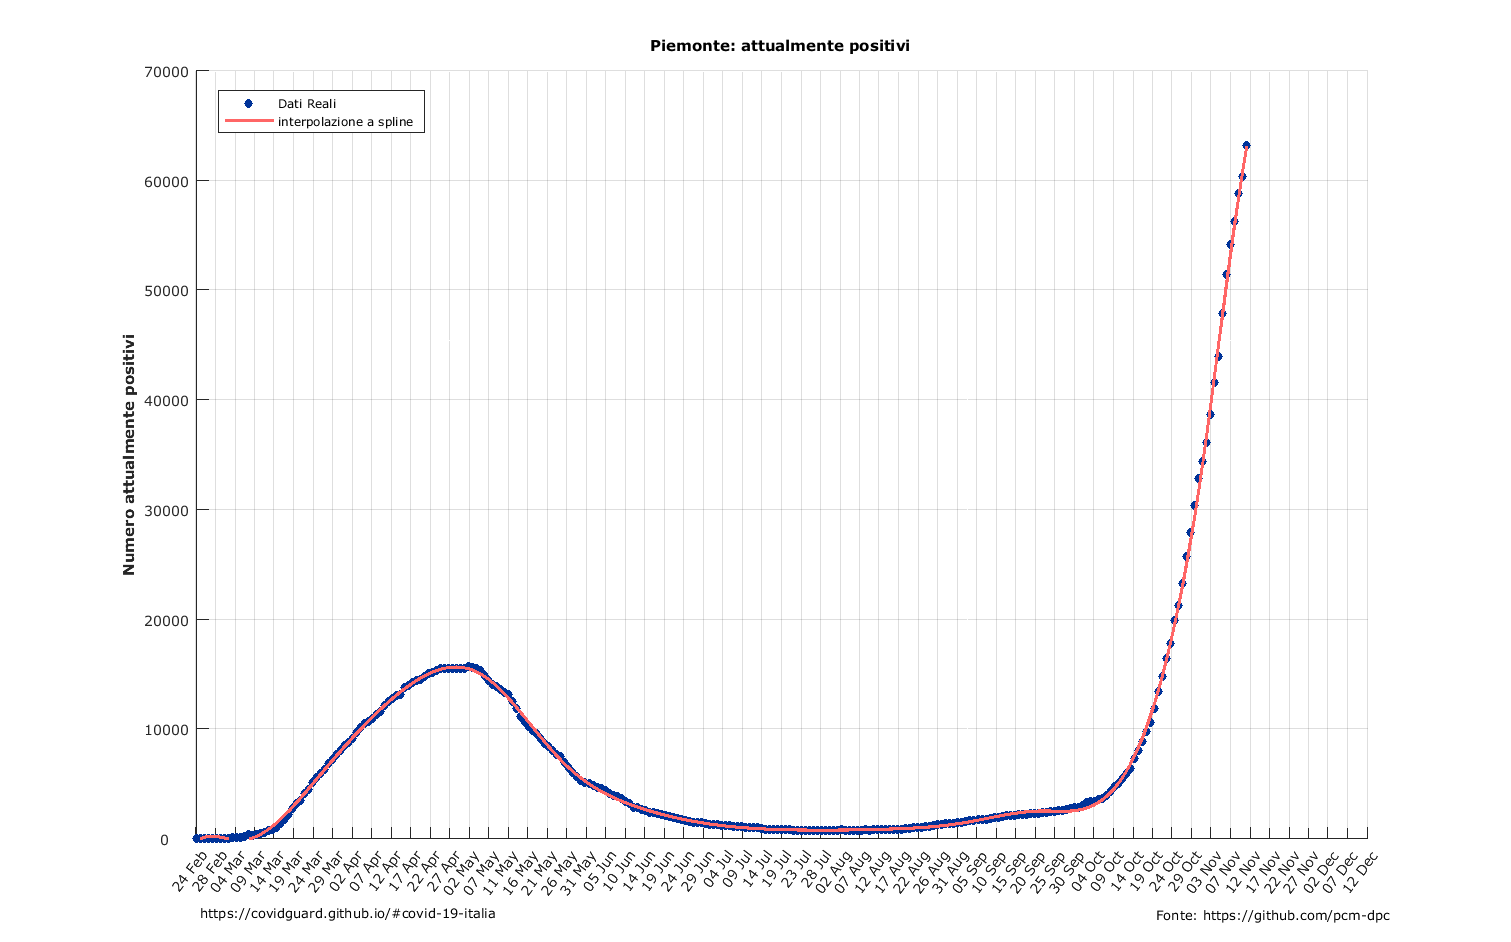 Piemonte: attualmente positivi
70000
Dati Reali
interpolazione a spline
60000
50000
40000
30000
20000
10000
0
Numero attualmente positivi
24 Feb
28 Feb
04 Mar
09 Mar
14 Mar
19 Mar
24 Mar
29 Mar
02 Apr
07 Apr
12 Apr
17 Apr
22 Apr
27 Apr
02 May
07 May
11 May
16 May
21 May
26 May
31 May
05 Jun
10 Jun
14 Jun
19 Jun
24 Jun
29 Jun
04 Jul
09 Jul
14 Jul
19 Jul
23 Jul
28 Jul
02 Aug
07 Aug
12 Aug
17 Aug
22 Aug
26 Aug
31 Aug
05 Sep
10 Sep
15 Sep
20 Sep
25 Sep
30 Sep
04 Oct
09 Oct
14 Oct
19 Oct
24 Oct
29 Oct
03 Nov
07 Nov
12 Nov
17 Nov
22 Nov
27 Nov
02 Dec
07 Dec
12 Dec
https://covidguard.github.io/#covid-19-italia
Fonte: https://github.com/pcm-dpc